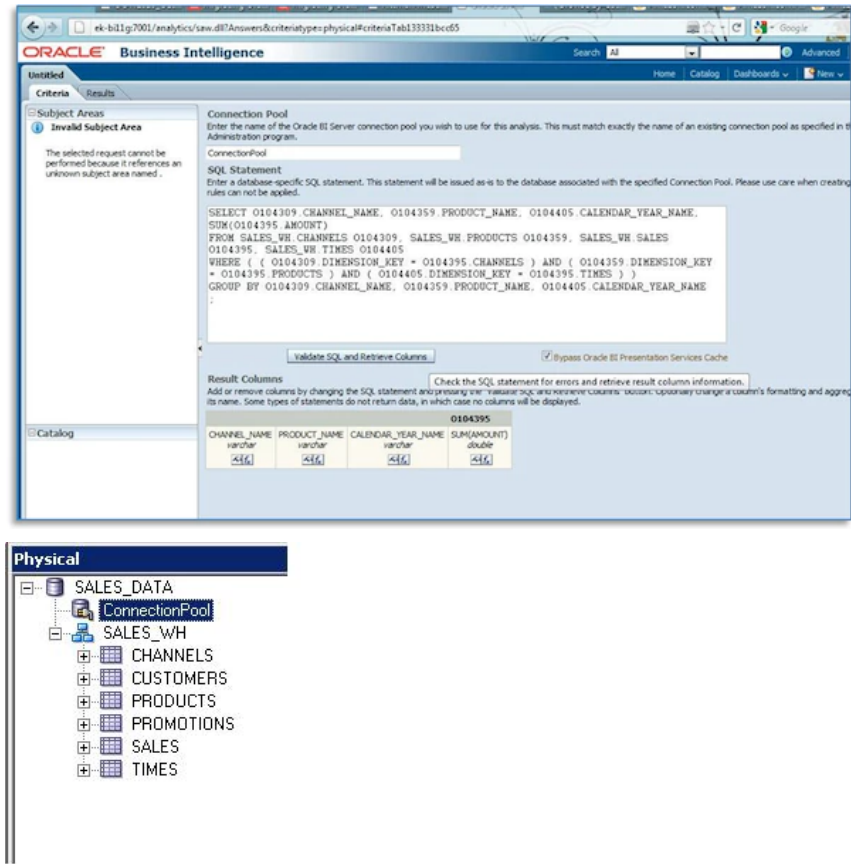 ek-bi11g:7001/analytics/saw.dll?Answers&criteriatype=physical#criteriaTab133331bcc65
Google
ORACLE Business Intelligence
Search All
Advanced
Untitled
Home Catalog Dashboards New
Criteria Results
Subject Areas
Invalid Subject Area
The selected request cannot be
performed because it references an
unknown subject area named .
Catalog
Connection Pool
Enter the name of the Oracle BI Server connection pool you wish to use for this analysis. This must match exactly the name of an existing connection pool as specified in
Administration program.
ConnectionPool
SQL Statement
Enter a database-specific SQL statement. This statement will be issued as-is to the database associated with the specified Connection Pool. Please use care when creating
rules can not be applied.
SELECT O104309.CHANNEL_NAME, O104359.PRODUCT_NAME, O104405.CALENDAR_YEAR_NAME,
SUM(O104395.AMOUNT)
FROM SALES_WH.CHANNELS O104309, SALES_WH.PRODUCTS O104359, SALES_WH.SALES
O104395, SALES_WH.TIMES O104405
WHERE ( ( O104309.DIMENSION_KEY = O104395.CHANNELS ) AND ( O104359.DIMENSION_KEY
= O104395.PRODUCTS ) AND ( O104405.DIMENSION_KEY = O104395.TIMES ) )
GROUP BY O104309.CHANNEL_NAME, O104359.PRODUCT_NAME, O104405.CALENDAR_YEAR_NAME
;
Validate SQL and Retrieve Columns
Bypass Oracle BI Presentation Services Cache
Check the SQL statement for errors and retrieve result column information.
Result Columns
Add or remove columns by changing the SQL statement and pressing the "Validate SQL and Retrieve Columns" button. Optionally change a column's formatting and
its name. Some types of statements do not return data, in which case no columns will be displayed.
O104395
CHANNEL_NAME PRODUCT_NAME CALENDAR_YEAR_NAME SUM(AMOUNT)
varchar varchar varchar double
Physical
SALES_DATA
ConnectionPool
SALES_WH
CHANNELS
CUSTOMERS
PRODUCTS
PROMOTIONS
SALES
TIMES